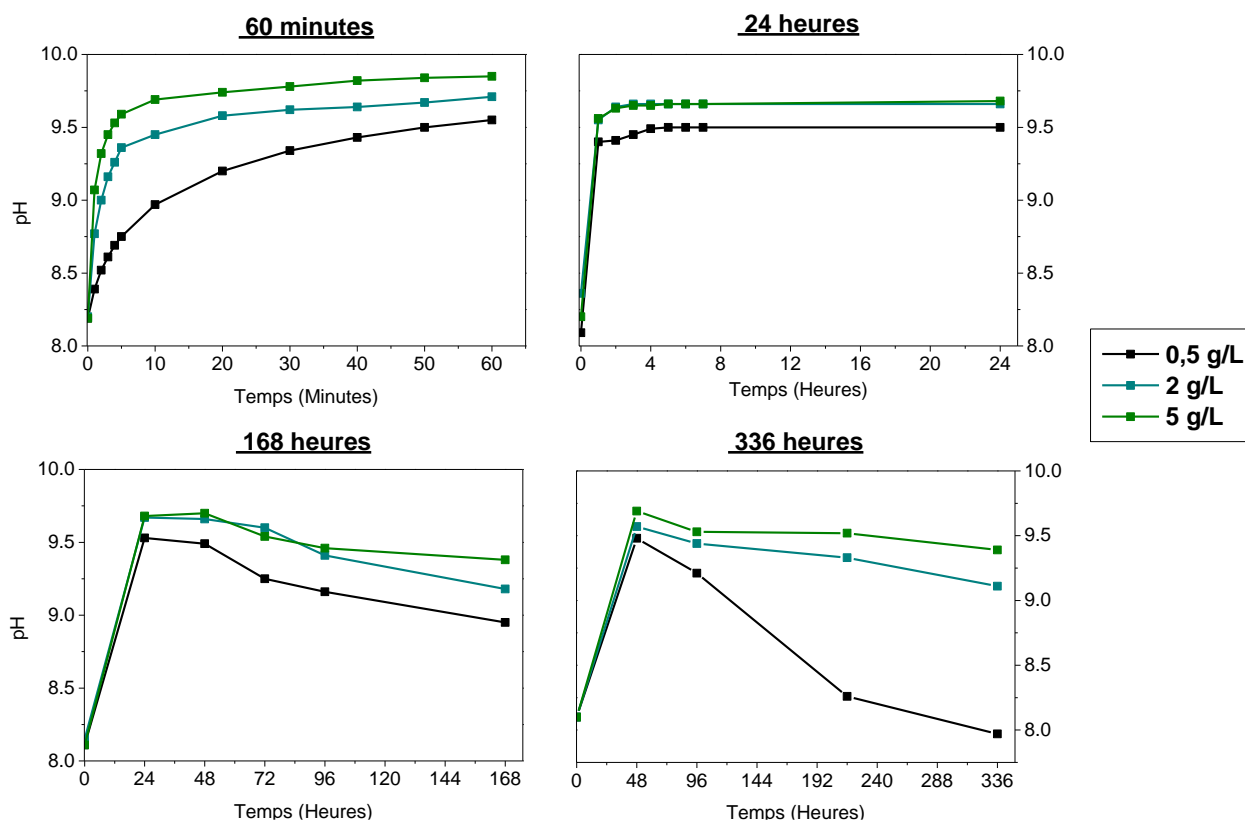 60 minutes
24 heures
10.0
9.5
9.0
8.5
8.0
pH
0 10 20 30 40 50 60
Temps (Minutes)
10.0
9.5
9.0
8.5
8.0
0 4 8 12 16 20 24
Temps (Heures)
0,5 g/L
2 g/L
5 g/L
168 heures
336 heures
10.0
9.5
9.0
8.5
8.0
pH
0 24 48 72 96 120 144 168
Temps (Heures)
10.0
9.5
9.0
8.5
8.0
0 48 96 144 192 240 288 336
Temps (Heures)